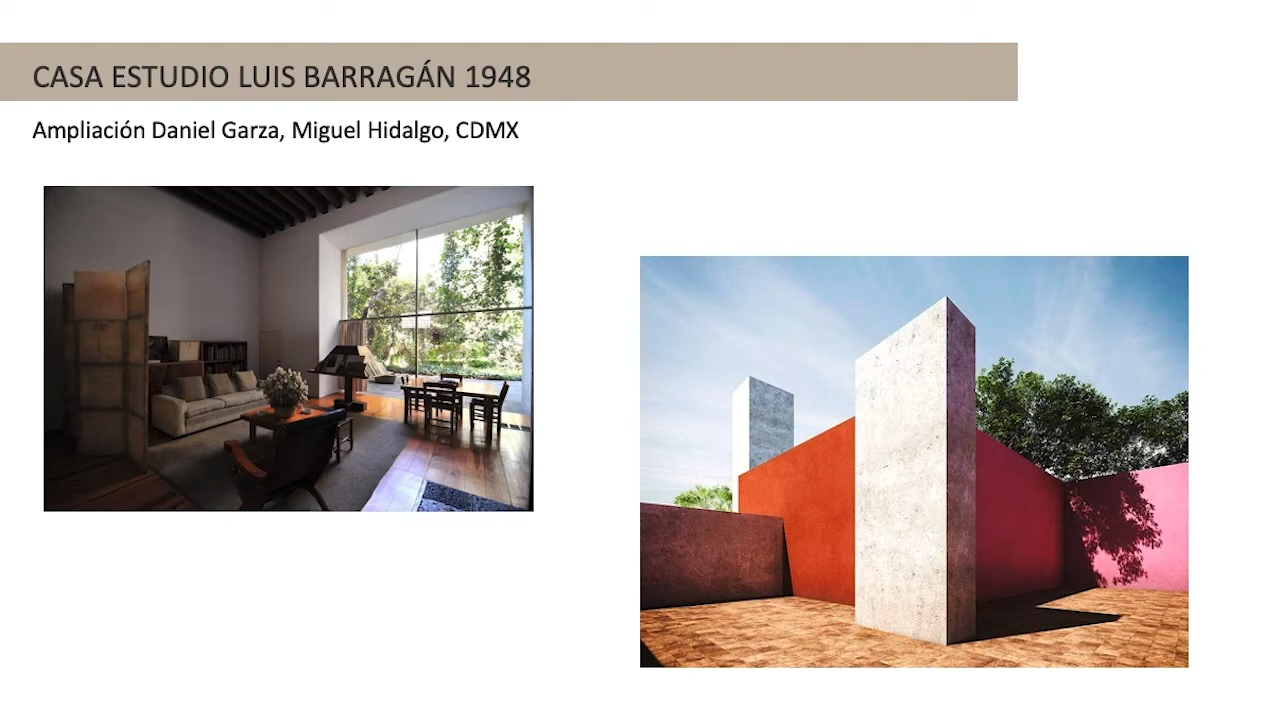 CASA ESTUDIO LUIS BARRAGÁN 1948
Ampliación Daniel Garza, Miguel Hidalgo, CDMX